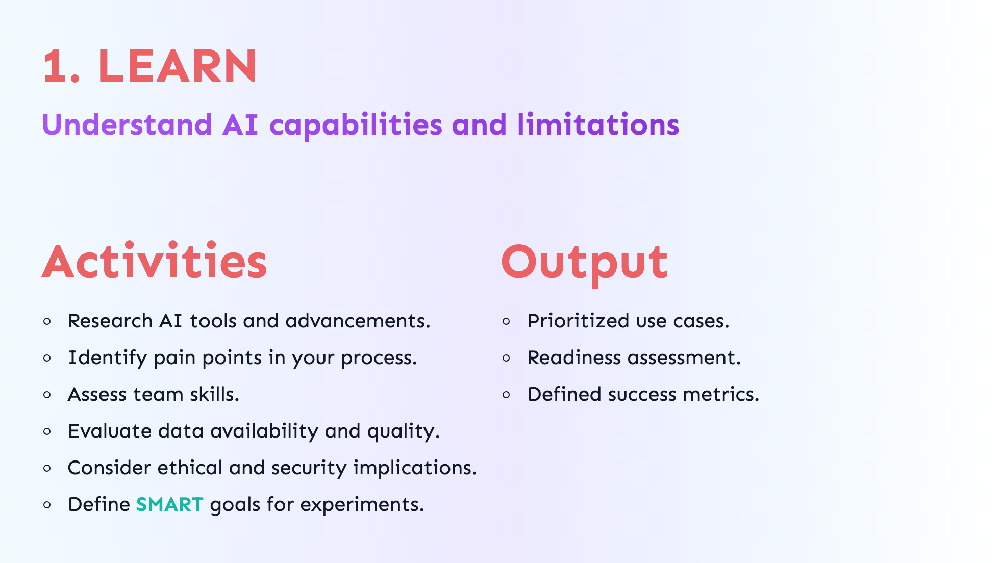 1. LEARN
Understand AI capabilities and limitations
Activities
Research AI tools and advancements.
Identify pain points in your process.
Assess team skills.
Evaluate data availability and quality.
Consider ethical and security implications.
Define SMART goals for experiments.
Output
Prioritized use cases.
Readiness assessment.
Defined success metrics.